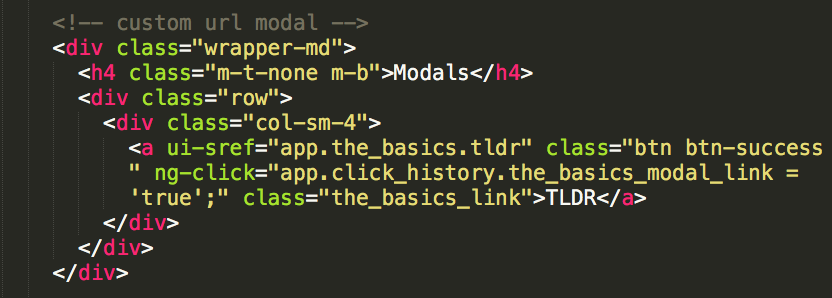 <!-- custom url modal -->
<div class="wrapper-md">
<h4 class="m-t-none m-b">Modals</h4>
<div class="row">
<div class="col-sm-4">
<a ui-sref="app.the_basics.tldr" class="btn btn-success
" ng-click="app.click_history.the_basics_modal_link =
'true';" class="the_basics_link">TLDR</a>
</div>
</div>
</div>